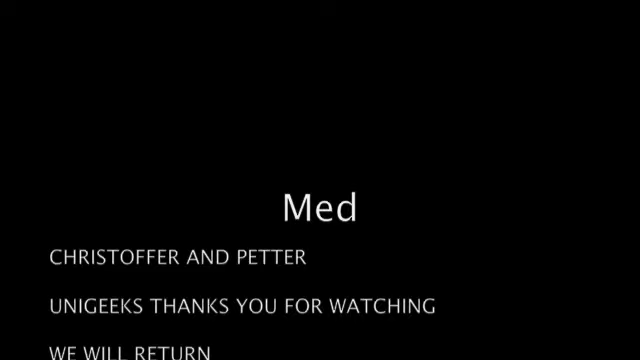 Med
CHRISTOFFER AND PETTER
UNIGEEKS THANKS YOU FOR WATCHING
WE WILL RETURN